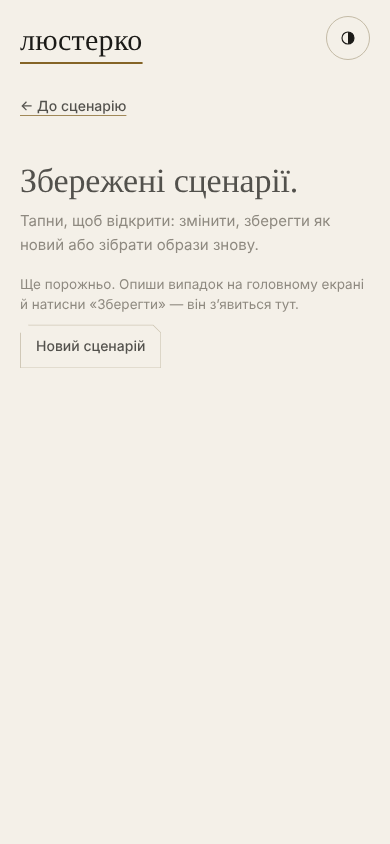 люстерко
← До сценарію
Збережені сценарії.
Тапни, щоб відкрити: змінити, зберегти як
новий або зібрати образи знову.
Ще порожньо. Опиши випадок на головному екрані
й натисни «Зберегти» — він з’явиться тут.
Новий сценарій